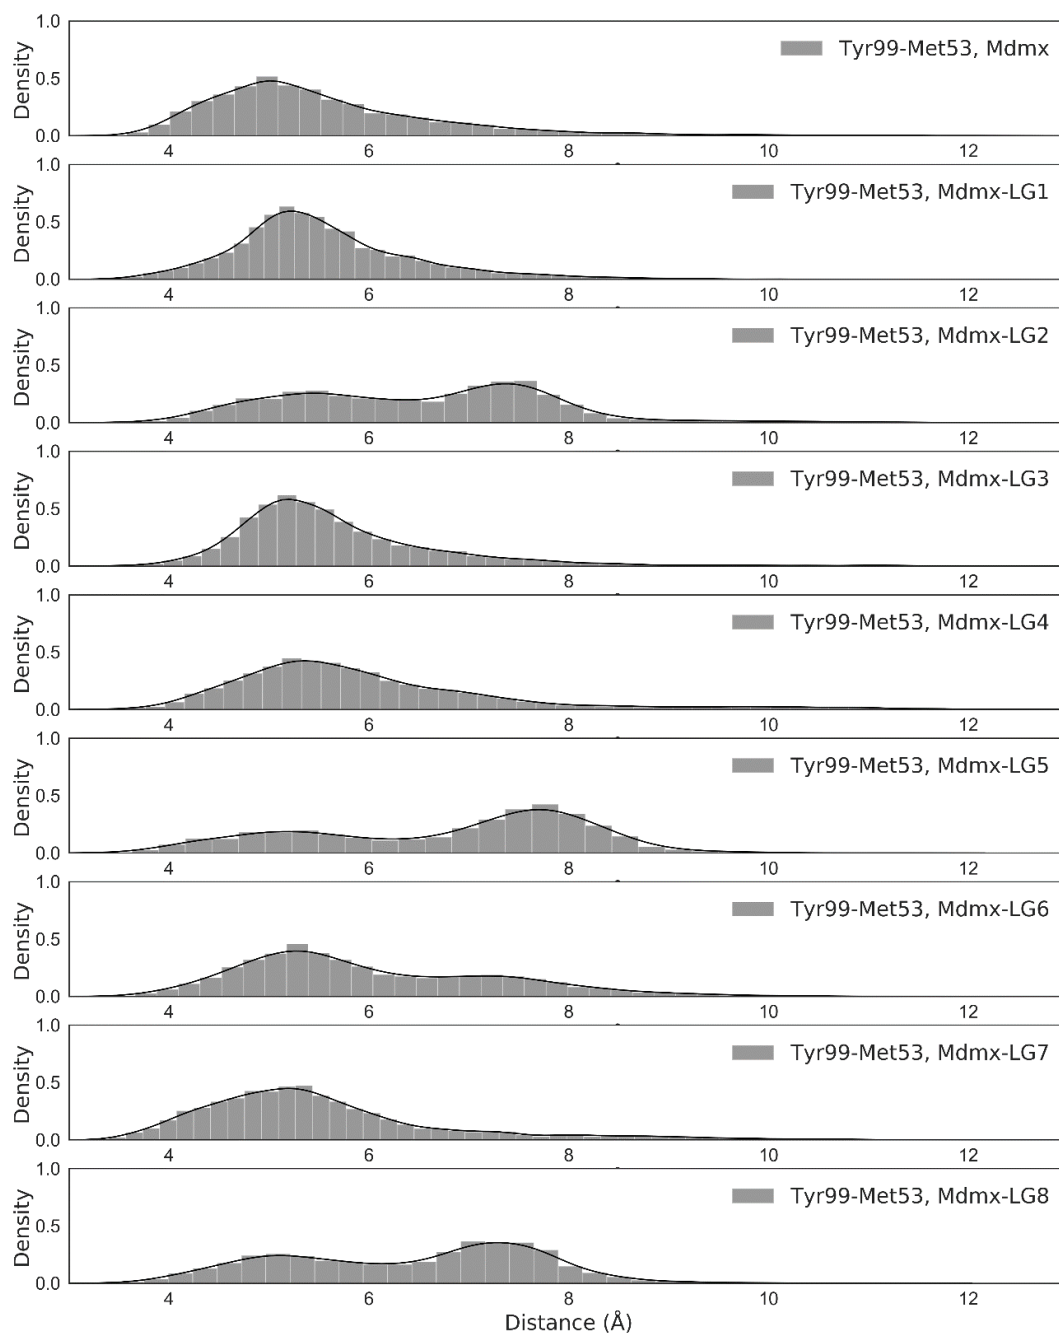 1.0
Tyr99-Met53, Mdmx
Density
0.5
0.0
4 6 8 10 12
1.0
Tyr99-Met53, Mdmx-LG1
Density
0.5
0.0
4 6 8 10 12
1.0
Tyr99-Met53, Mdmx-LG2
Density
0.5
0.0
4 6 8 10 12
1.0
Tyr99-Met53, Mdmx-LG3
Density
0.5
0.0
4 6 8 10 12
1.0
Tyr99-Met53, Mdmx-LG4
Density
0.5
0.0
4 6 8 10 12
1.0
Tyr99-Met53, Mdmx-LG5
Density
0.5
0.0
4 6 8 10 12
1.0
Tyr99-Met53, Mdmx-LG6
Density
0.5
0.0
4 6 8 10 12
1.0
Tyr99-Met53, Mdmx-LG7
Density
0.5
0.0
4 6 8 10 12
1.0
Tyr99-Met53, Mdmx-LG8
Density
0.5
0.0
4 6 8 10 12
Distance (Å)